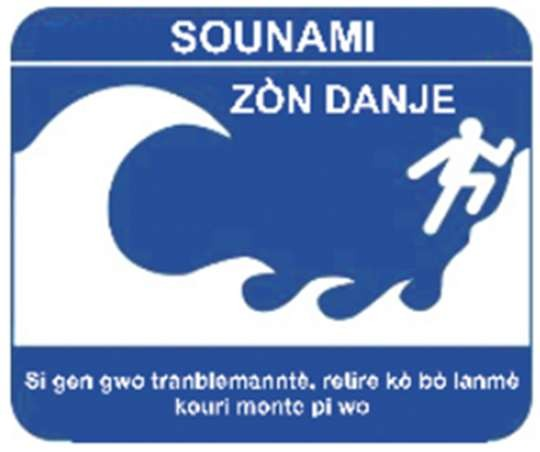 SOUNAMI
ZÒN DANJE
Si gen gwo tranblemanntè, retire kò bò lanmè
kouri monte pi wo